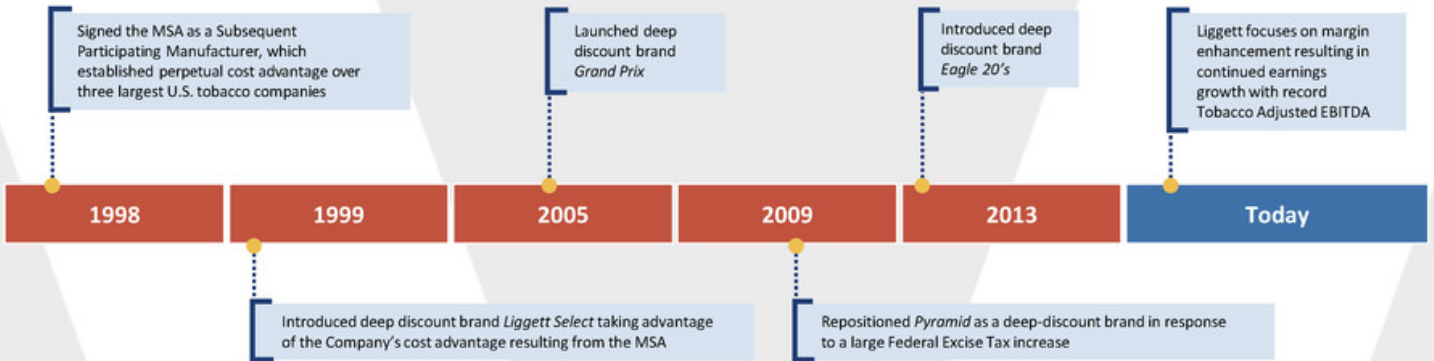 Signed the MSA as a Subsequent
Participating Manufacturer, which
established perpetual cost advantage over
three largest U.S. tobacco companies
Launched deep
discount brand
Grand Prix
Introduced deep
discount brand
Eagle 20's
Liggett focuses on margin
enhancement resulting in
continued earnings
growth with record
Tobacco Adjusted EBITDA
1998
1999
2005
2009
2013
Today
Introduced deep discount brand Liggett Select taking advantage
of the Company's cost advantage resulting from the MSA
Repositioned Pyramid as a deep-discount brand in response
to a large Federal Excise Tax increase